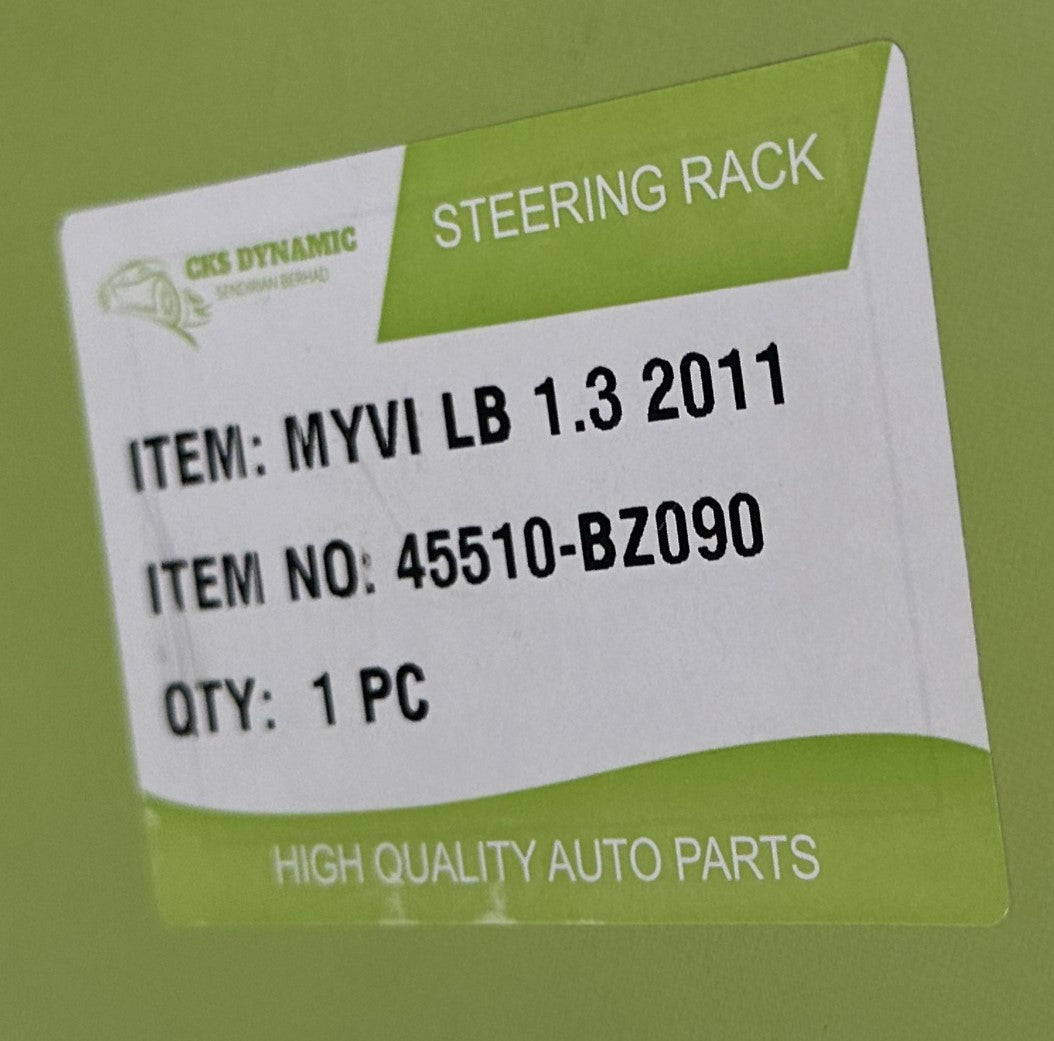 STEERING RACK
CKS DYNAMIC
SENDIRIAN BERHAD
ITEM: MYVI LB 1.3 2011
ITEM NO: 45510-BZ090
QTY: 1 PC
HIGH QUALITY AUTO PARTS